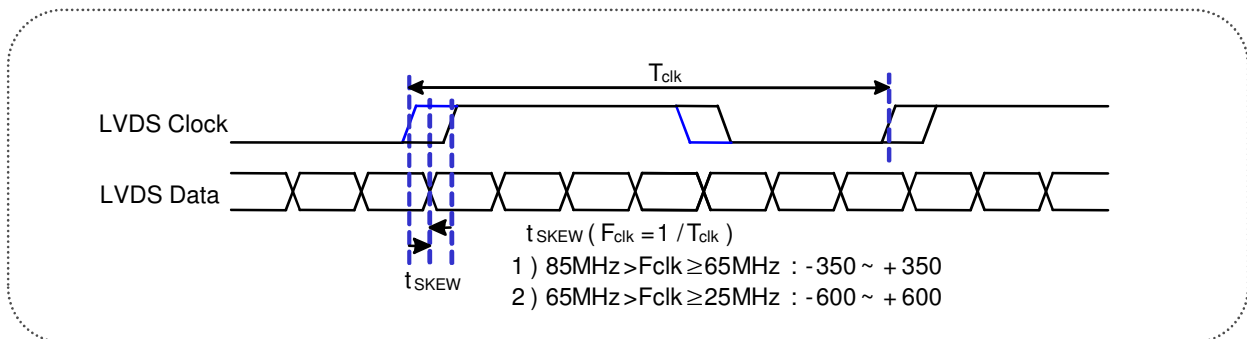 Tclk
LVDS Clock
LVDS Data
tSKEW ( Fclk = 1 / Tclk )
1 ) 85MHz >Fclk ≥65MHz : -350 ~ +350
tSKEW
2 ) 65MHz >Fclk ≥25MHz : -600 ~ +600